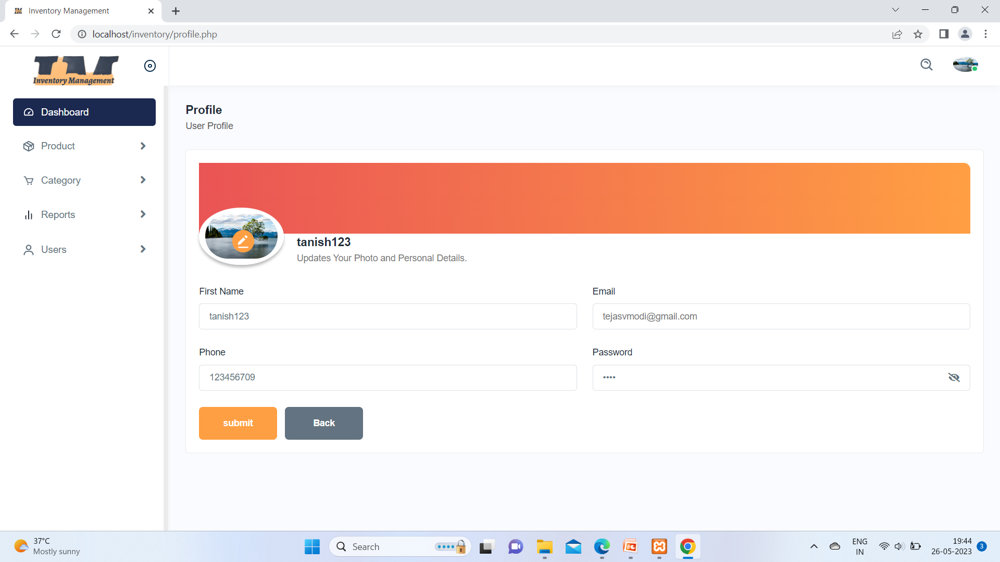 Inventory Management
localhost/inventory/profile.php
Inventory Management
Dashboard
Product
Category
Reports
Users
Profile
User Profile
tanish123
Updates Your Photo and Personal Details.
First Name
Email
tanish123
tejasvmodi@gmail.com
Phone
Password
123456709
••••
submit
Back
37°C
Mostly sunny
Search
ENG
IN
19:44
26-05-2023
3